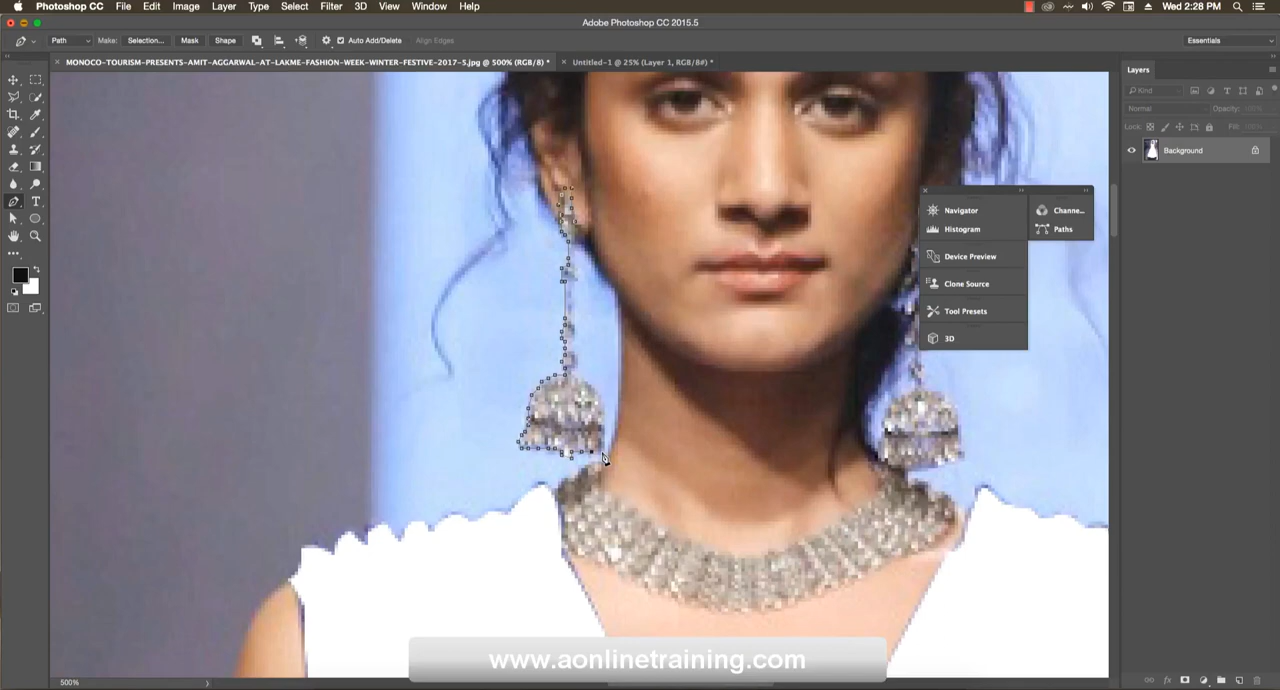 Photoshop CC File Edit Image Layer Type Select Filter 3D View Window Help Wed 2:28 PM
Adobe Photoshop CC 2015.5
Path Make: Selection... Mask Shape Auto Add/Delete Align Edges Essentials
MONOCO-TOURISM-PRESENTS-AMIT-AGGARWAL-AT-LAKME-FASHION-WEEK-WINTER-FESTIVE-2017-5.jpg @ 500% (RGB/8) * Untitled-1 @ 25% (Layer 1, RGB/8#) *
Layers
Kind
Normal Opacity: 100%
Lock: Fill: 100%
Background
Navigator Channe...
Histogram Paths
Device Preview
Clone Source
Tool Presets
3D
www.aonlinetraining.com
500%